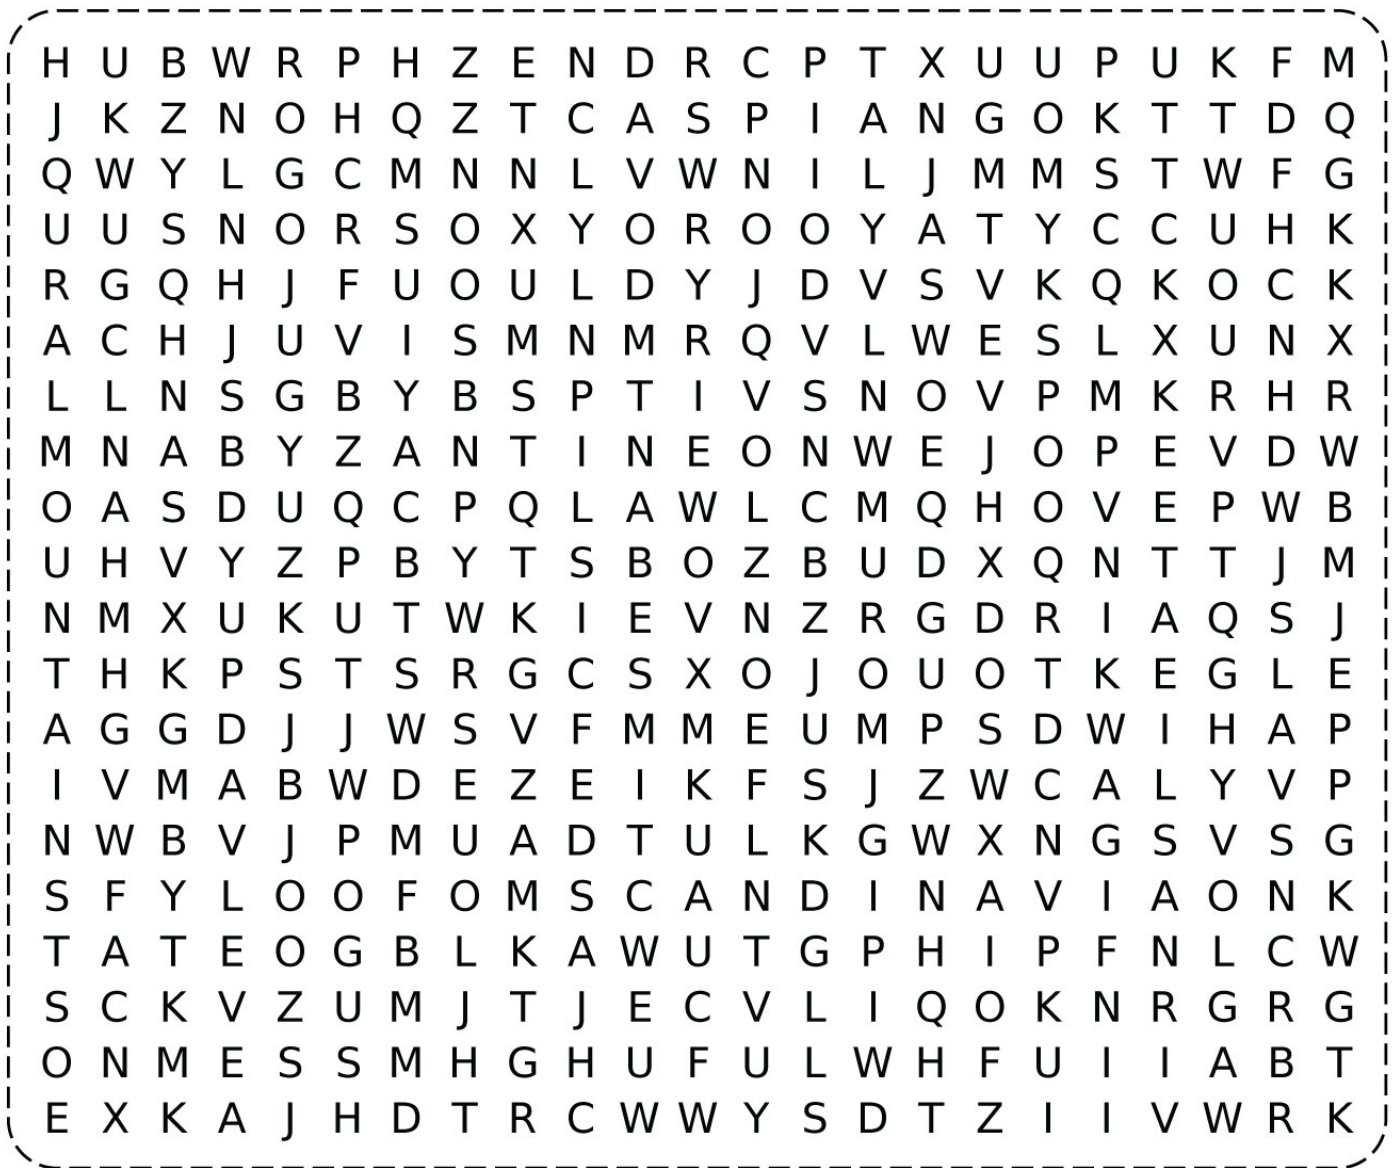 H U B W R P H Z E N D R C P T X U U P U K F M
J K Z N O H Q Z T C A S P I A N G O K T T D Q
Q W Y L G C M N N L V W N I L J M M S T W F G
U U S N O R S O X Y O R O O Y A T Y C C U H K
R G Q H J F U O U L D Y J D V S V K Q K O C K
A C H J U V I S M N M R Q V L W E S L X U N X
L L N S G B Y B S P T I V S N O V P M K R H R
M N A B Y Z A N T I N E O N W E J O P E V D W
O A S D U Q C P Q L A W L C M Q H O V E P W B
U H V Y Z P B Y T S B O Z B U D X Q N T T J M
N M X U K U T W K I E V N Z R G D R I A Q S J
T H K P S T S R G C S X O J O U O T K E G L E
A G G D J J W S V F M M E U M P S D W I H A P
I V M A B W D E Z E I K F S J Z W C A L Y V P
N W B V J P M U A D T U L K G W X N G S V S G
S F Y L O O F O M S C A N D I N A V I A O N K
T A T E O G B L K A W U T G P H I P F N L C W
S C K V Z U M J T J E C V L I Q O K N R G R G
O N M E S S M H G H U F U L W H F U I I A B T
E X K A J H D T R C W W Y S D T Z I I V W R K